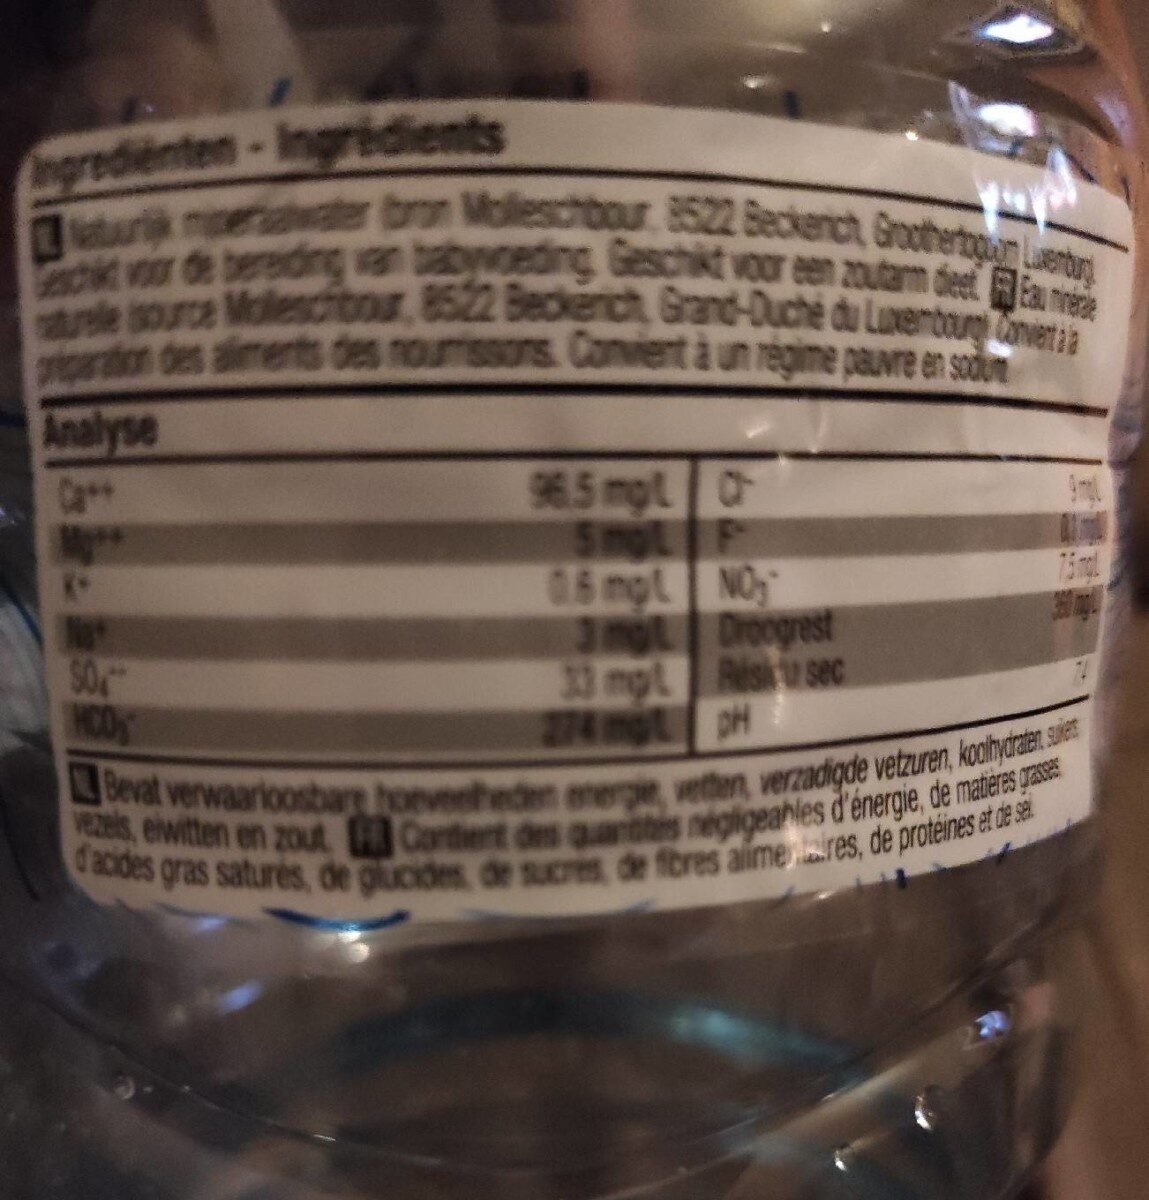 Ingrediënten - Ingrédients
NL Natuurlijk mineraalwater (bron Molleschbour, 8522 Beckerich, Groothertogdom Luxemburg).
Geschikt voor de bereiding van babyvoeding. Geschikt voor een zoutarm dieet. FR Eau minérale
naturelle (source Molleschbour, 8522 Beckerich, Grand-Duché du Luxembourg). Convient à la
préparation des aliments des nourrissons. Convient à un régime pauvre en sodium.
Analyse
Ca++ 96.5 mg/L Cl- 9 mg/L
Mg++ 5 mg/L F-
K+ 0.6 mg/L NO3- 7.5 mg/L
Na+ 3 mg/L Droogrest 360 mg/L
SO4-- 33 mg/L Résidu sec
HCO3- 274 mg/L pH 7.4
NL Bevat verwaarloosbare hoeveelheden energie, vetten, verzadigde vetzuren, koolhydraten, suikers,
vezels, eiwitten en zout. FR Contient des quantités négligeables d'énergie, de matières grasses,
d'acides gras saturés, de glucides, de sucres, de fibres alimentaires, de protéines et de sel.